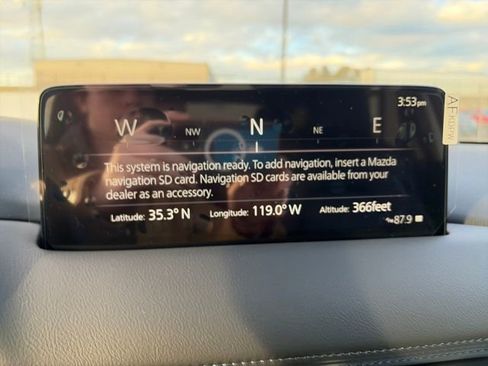 3:53pm
W NW N NE E
This system is navigation ready. To add navigation, insert a Mazda
navigation SD card. Navigation SD cards are available from your
dealer as an accessory.
Latitude: 35.3° N Longitude: 119.0° W Altitude: 366feet
87.9